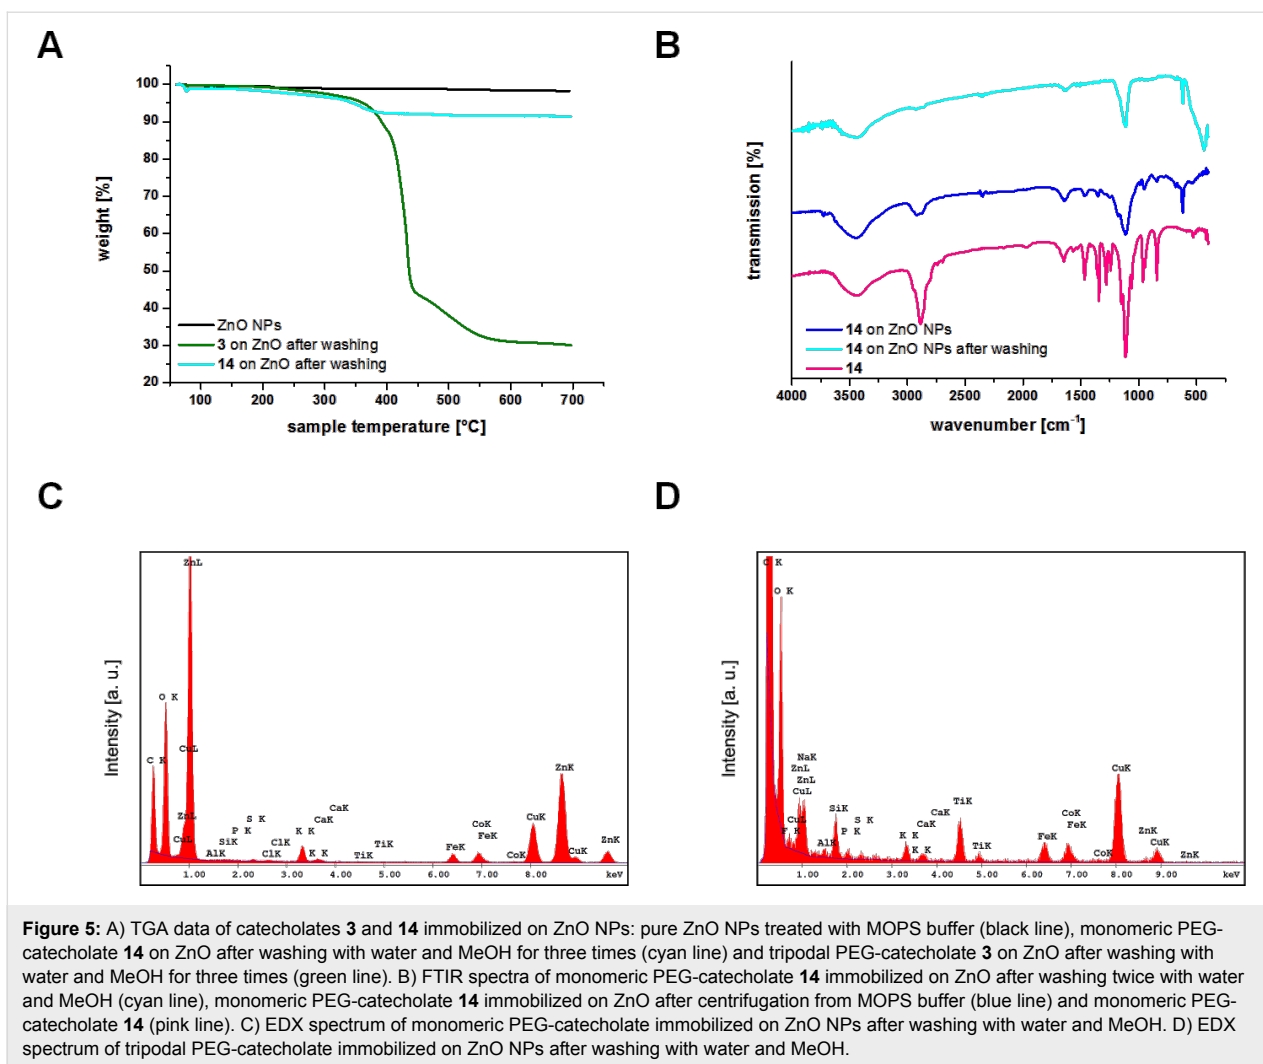 A
B
100
90
80
70
60
50
40
30
20
weight [%]
ZnO NPs
3 on ZnO after washing
14 on ZnO after washing
100 200 300 400 500 600 700
sample temperature [°C]
transmission [%]
14 on ZnO NPs
14 on ZnO NPs after washing
14
4000 3500 3000 2500 2000 1500 1000 500
wavenumber [cm⁻¹]
C
D
Intensity [a. u.]
ZnL
O K
CuL
C K
ZnL
CuL
S K
P K
SiK
AlK
ClK
ClK
K K
K K
CaK
CaK
TiK
TiK
FeK
CoK
FeK
CoK
CuK
ZnK
CuK
ZnK
1.00 2.00 3.00 4.00 5.00 6.00 7.00 8.00 9.00 keV
Intensity [a. u.]
C K
O K
NaK
ZnL
ZnL
CuL
CuL
F K
AlK
SiK
P K
S K
K K
K K
CaK
CaK
TiK
TiK
FeK
CoK
FeK
CoK
CuK
ZnK
CuK
ZnK
1.00 2.00 3.00 4.00 5.00 6.00 7.00 8.00 9.00 keV
Figure 5: A) TGA data of catecholates 3 and 14 immobilized on ZnO NPs: pure ZnO NPs treated with MOPS buffer (black line), monomeric PEG-
catecholate 14 on ZnO after washing with water and MeOH for three times (cyan line) and tripodal PEG-catecholate 3 on ZnO after washing with
water and MeOH for three times (green line). B) FTIR spectra of monomeric PEG-catecholate 14 immobilized on ZnO after washing twice with water
and MeOH (cyan line), monomeric PEG-catecholate 14 immobilized on ZnO after centrifugation from MOPS buffer (blue line) and monomeric PEG-
catecholate 14 (pink line). C) EDX spectrum of monomeric PEG-catecholate immobilized on ZnO NPs after washing with water and MeOH. D) EDX
spectrum of tripodal PEG-catecholate immobilized on ZnO NPs after washing with water and MeOH.